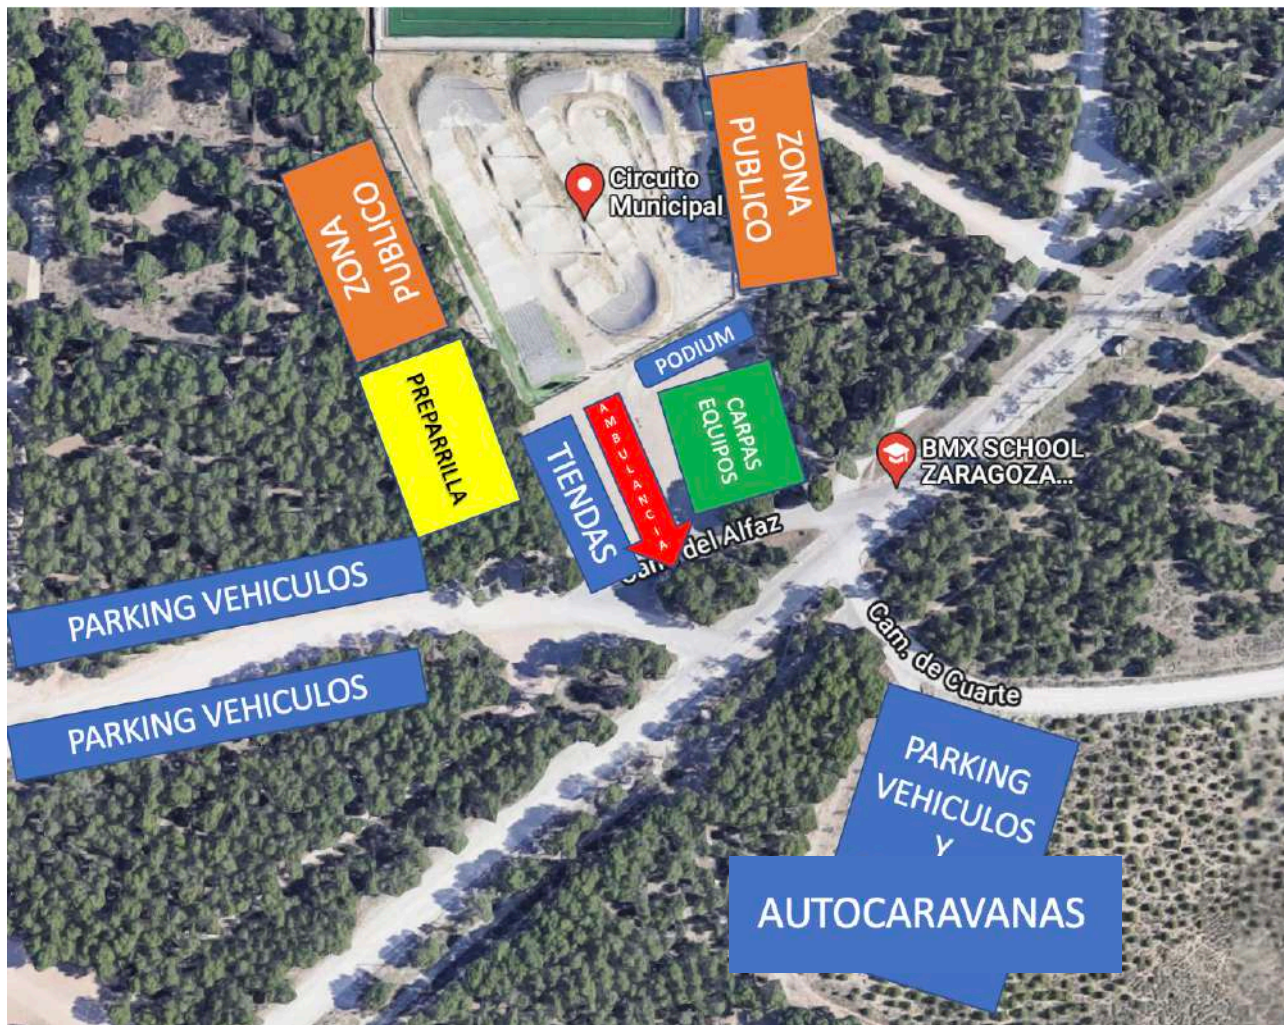 ZONA
PUBLICO
ZONA
PUBLICO
Circuito
Municipal
PODIUM
PREPARRILLA
AMBULANCIA
CARPAS
EQUIPOS
TIENDAS
BMX SCHOOL
ZARAGOZA...
del Alfaz
PARKING VEHICULOS
PARKING VEHICULOS
Cam. de Cuarte
PARKING
VEHICULOS
Y
AUTOCARAVANAS